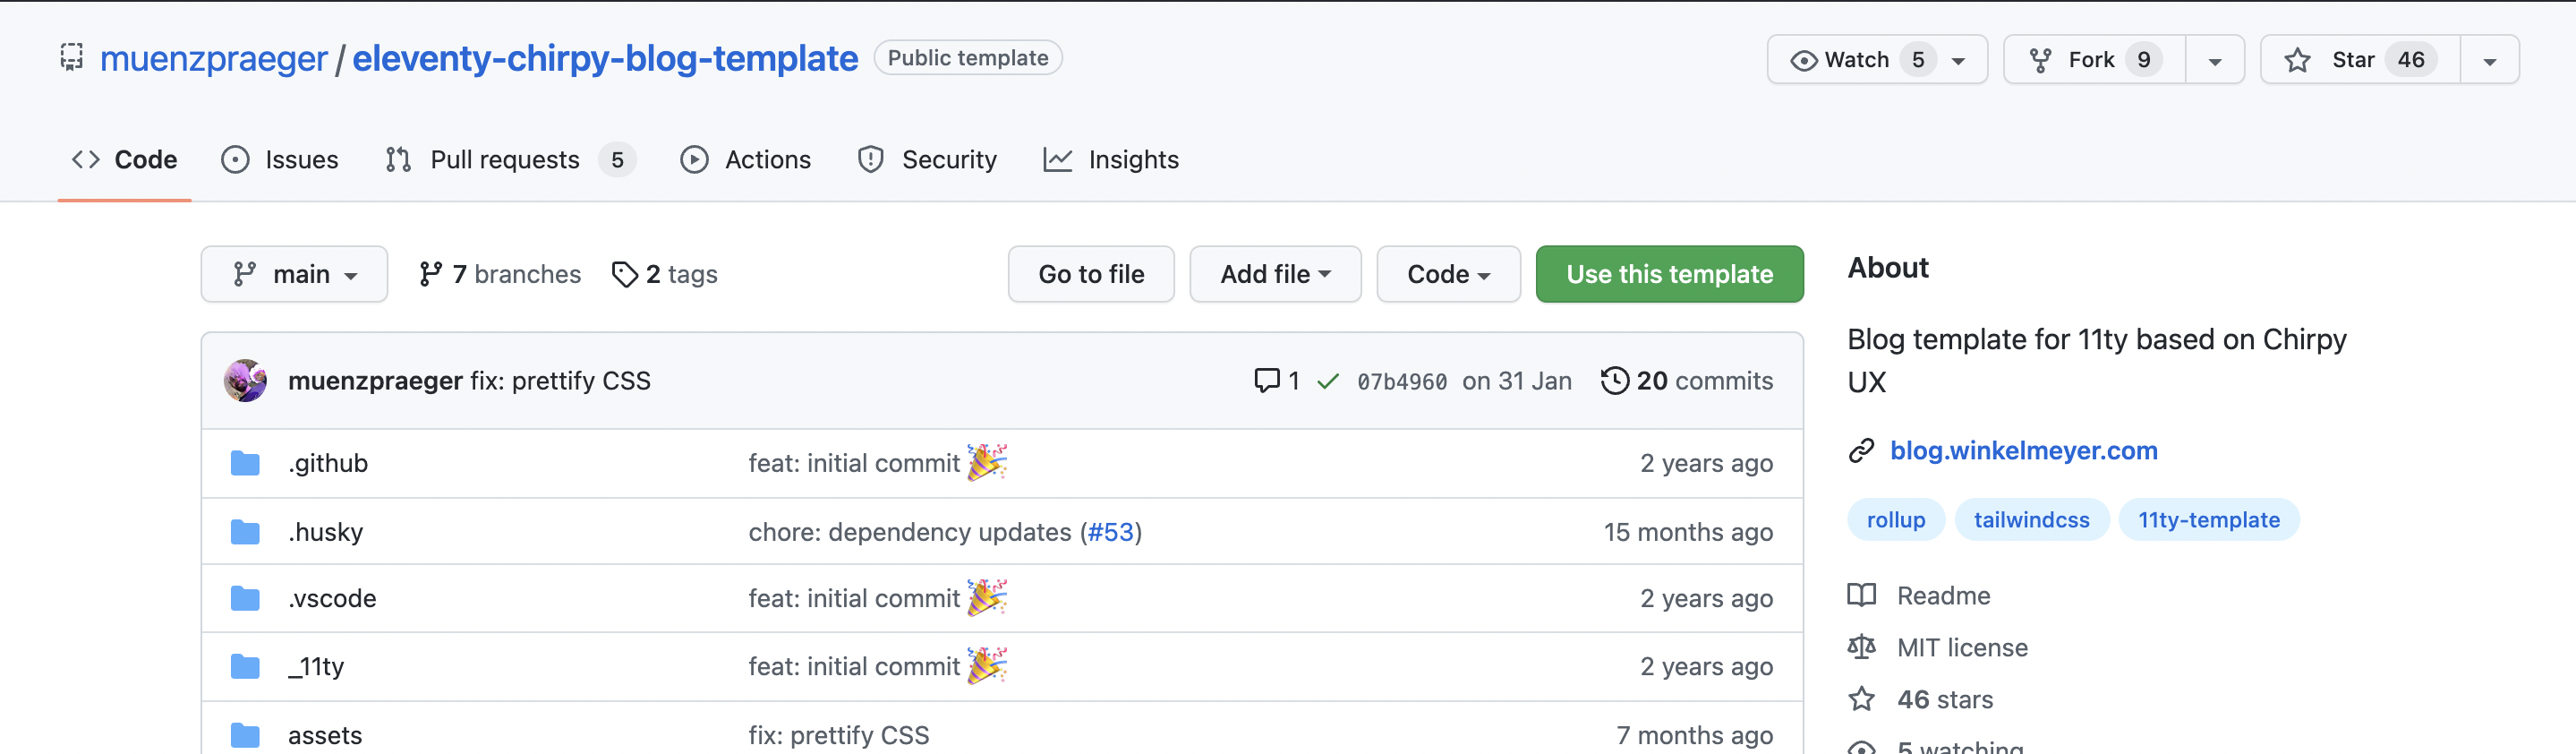 muenzpraeger / eleventy-chirpy-blog-template Public template Watch 5 Fork 9 Star 46
Code Issues Pull requests 5 Actions Security Insights
main 7 branches 2 tags Go to file Add file Code Use this template
muenzpraeger fix: prettify CSS 1 07b4960 on 31 Jan 20 commits
.github feat: initial commit 🎉 2 years ago
.husky chore: dependency updates (#53) 15 months ago
.vscode feat: initial commit 🎉 2 years ago
_11ty feat: initial commit 🎉 2 years ago
assets fix: prettify CSS 7 months ago
About
Blog template for 11ty based on Chirpy
UX
blog.winkelmeyer.com
rollup tailwindcss 11ty-template
Readme
MIT license
46 stars
5 watching